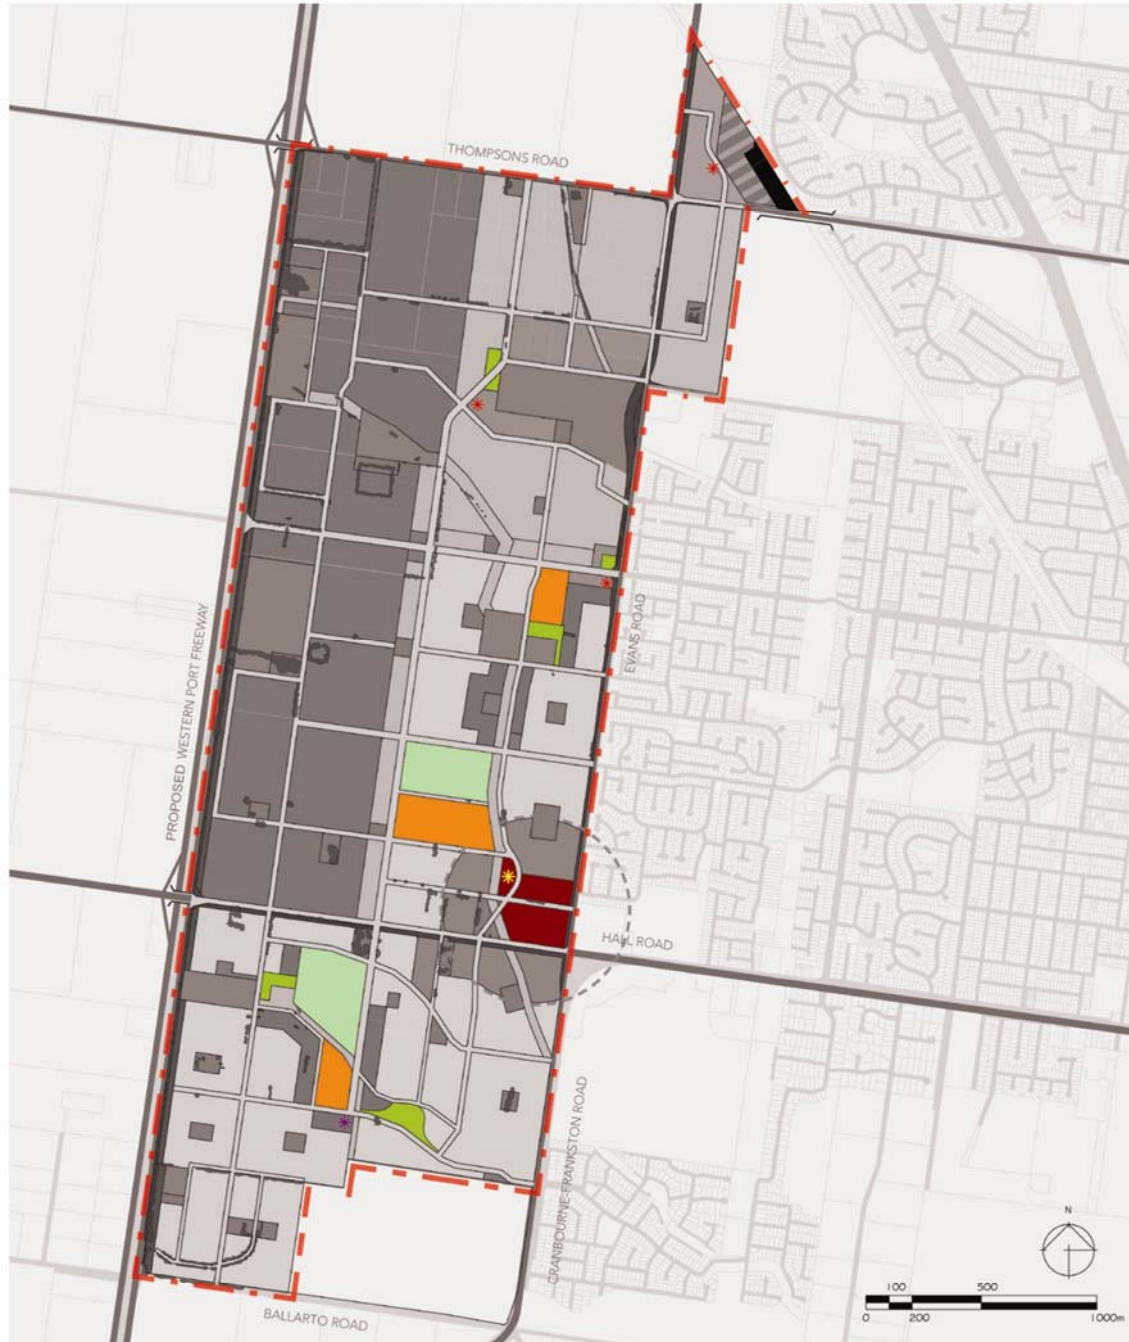 THOMPSONS ROAD
PROPOSED WESTERN PORT FREEWAY
EVANS ROAD
HALL ROAD
CRANBOURNE-FRANKSTON ROAD
BALLARTO ROAD
N
100 500
0 200 1000m